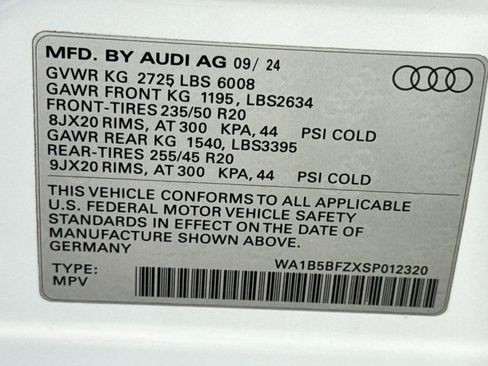 MFD. BY AUDI AG 09/ 24
GVWR KG 2725 LBS 6008
GAWR FRONT KG 1195, LBS2634
FRONT-TIRES 235/50 R20
8JX20 RIMS, AT 300 KPA, 44 PSI COLD
GAWR REAR KG 1540, LBS3395
REAR-TIRES 255/45 R20
9JX20 RIMS, AT 300 KPA, 44 PSI COLD
THIS VEHICLE CONFORMS TO ALL APPLICABLE
U.S. FEDERAL MOTOR VEHICLE SAFETY
STANDARDS IN EFFECT ON THE DATE OF
MANUFACTURE SHOWN ABOVE.
GERMANY
WA1B5BFZXSP012320
TYPE:
MPV